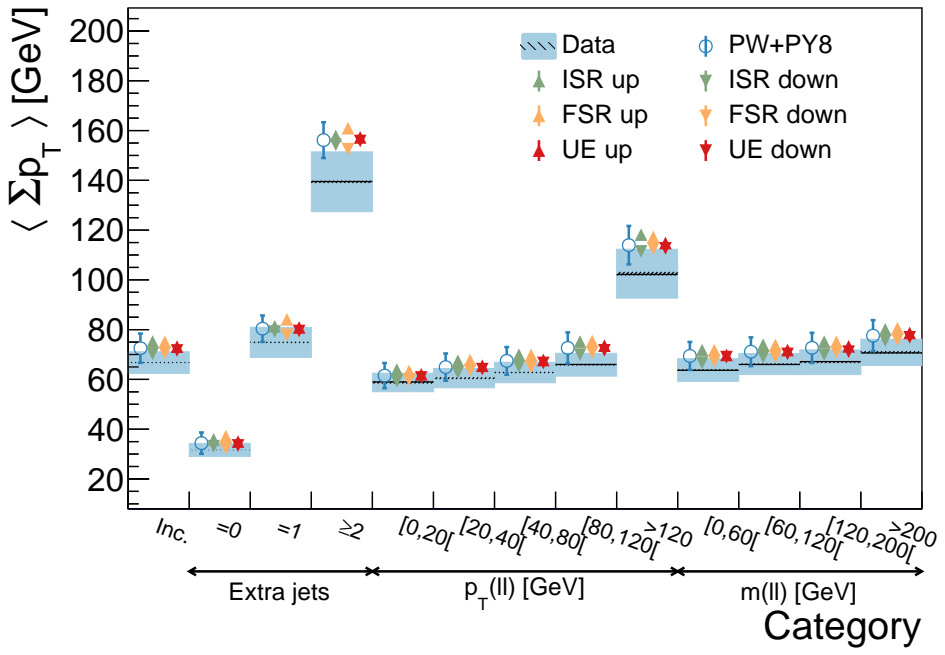 ⟨ Σp_T ⟩ [GeV]
200
180
160
140
120
100
80
60
40
20
Data
PW+PY8
ISR up
ISR down
FSR up
FSR down
UE up
UE down
Inc.
=0
=1
≥2
[0,20[
[20,40[
[40,80[
[80,120[
>120
[0,60[
[60,120[
[120,200[
>200
Extra jets
p_T(ll) [GeV]
m(ll) [GeV]
Category